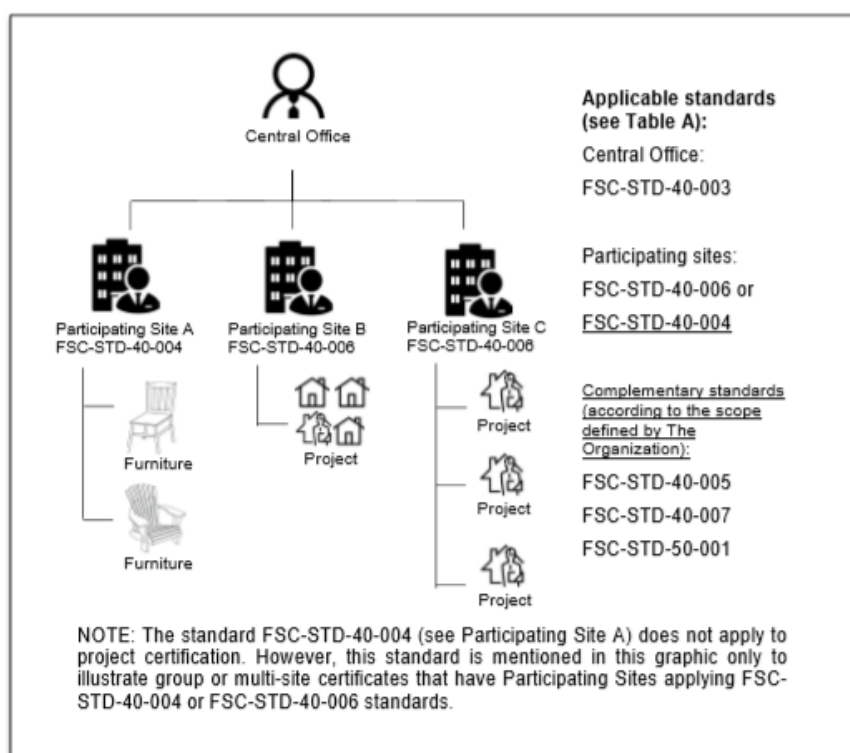 Central Office
Applicable standards
(see Table A):
Central Office:
FSC-STD-40-003
Participating sites:
FSC-STD-40-006 or
FSC-STD-40-004
Complementary standards
(according to the scope
defined by The
Organization):
FSC-STD-40-005
FSC-STD-40-007
FSC-STD-50-001
Participating Site A
FSC-STD-40-004
Furniture
Furniture
Participating Site B
FSC-STD-40-006
Project
Participating Site C
FSC-STD-40-006
Project
Project
Project
NOTE: The standard FSC-STD-40-004 (see Participating Site A) does not apply to
project certification. However, this standard is mentioned in this graphic only to
illustrate group or multi-site certificates that have Participating Sites applying FSC-
STD-40-004 or FSC-STD-40-006 standards.